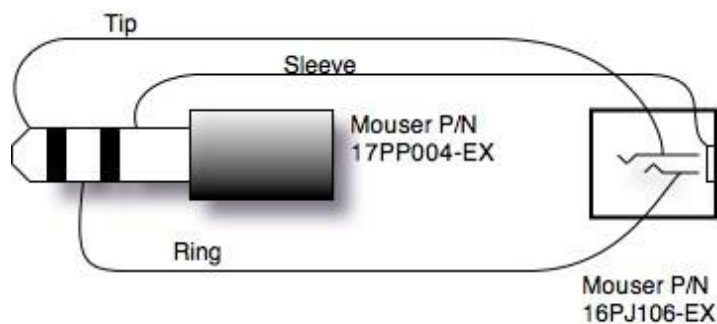 Tip
Sleeve
Mouser P/N
17PP004-EX
Ring
Mouser P/N
16PJ106-EX